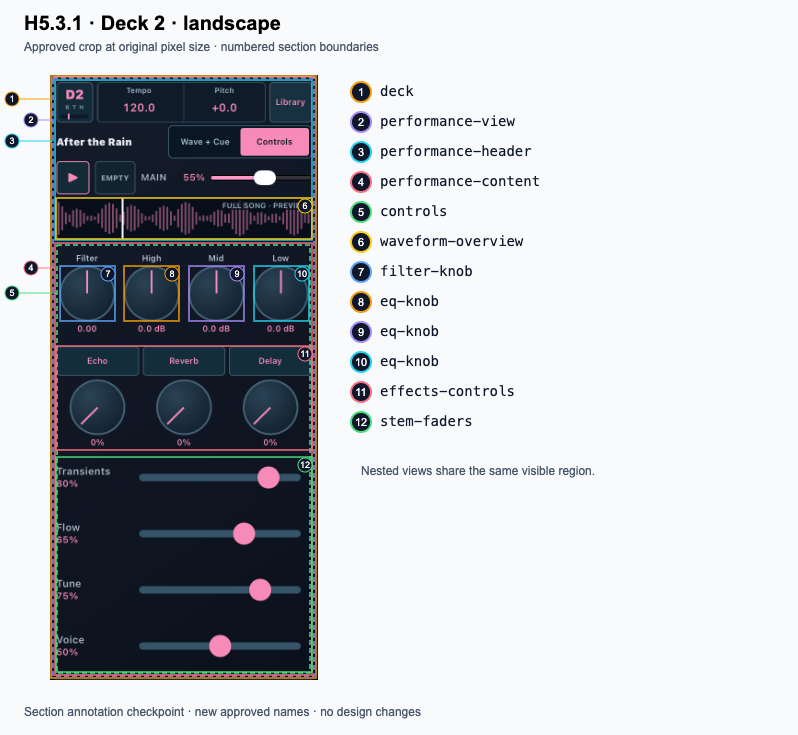 H5.3.1 · Deck 2 · landscape
Approved crop at original pixel size · numbered section boundaries
D2
B T H
Tempo
120.0
Pitch
+0.0
Library
After the Rain
Wave + Cue
Controls
EMPTY
MAIN
55%
FULL SONG · PREVI
6
Filter
High
Mid
Low
7
8
9
10
0.00
0.0 dB
0.0 dB
0.0 dB
11
Echo
Reverb
Delay
0%
0%
0%
12
Transients
80%
Flow
65%
Tune
75%
Voice
50%
1
2
3
4
5
1 deck
2 performance-view
3 performance-header
4 performance-content
5 controls
6 waveform-overview
7 filter-knob
8 eq-knob
9 eq-knob
10 eq-knob
11 effects-controls
12 stem-faders
Nested views share the same visible region.
Section annotation checkpoint · new approved names · no design changes